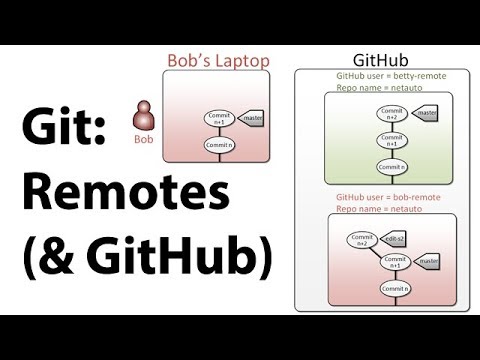 Git:
Remotes
(& GitHub)
Bob's Laptop
Bob
Commit
n+1
master
Commit n
GitHub
GitHub user = betty-remote
Repo name = netauto
Commit
n+2
master
Commit
n+1
Commit n
GitHub user = bob-remote
Repo name = netauto
Commit
n+2
edit-s2
Commit
n+1
master
Commit n